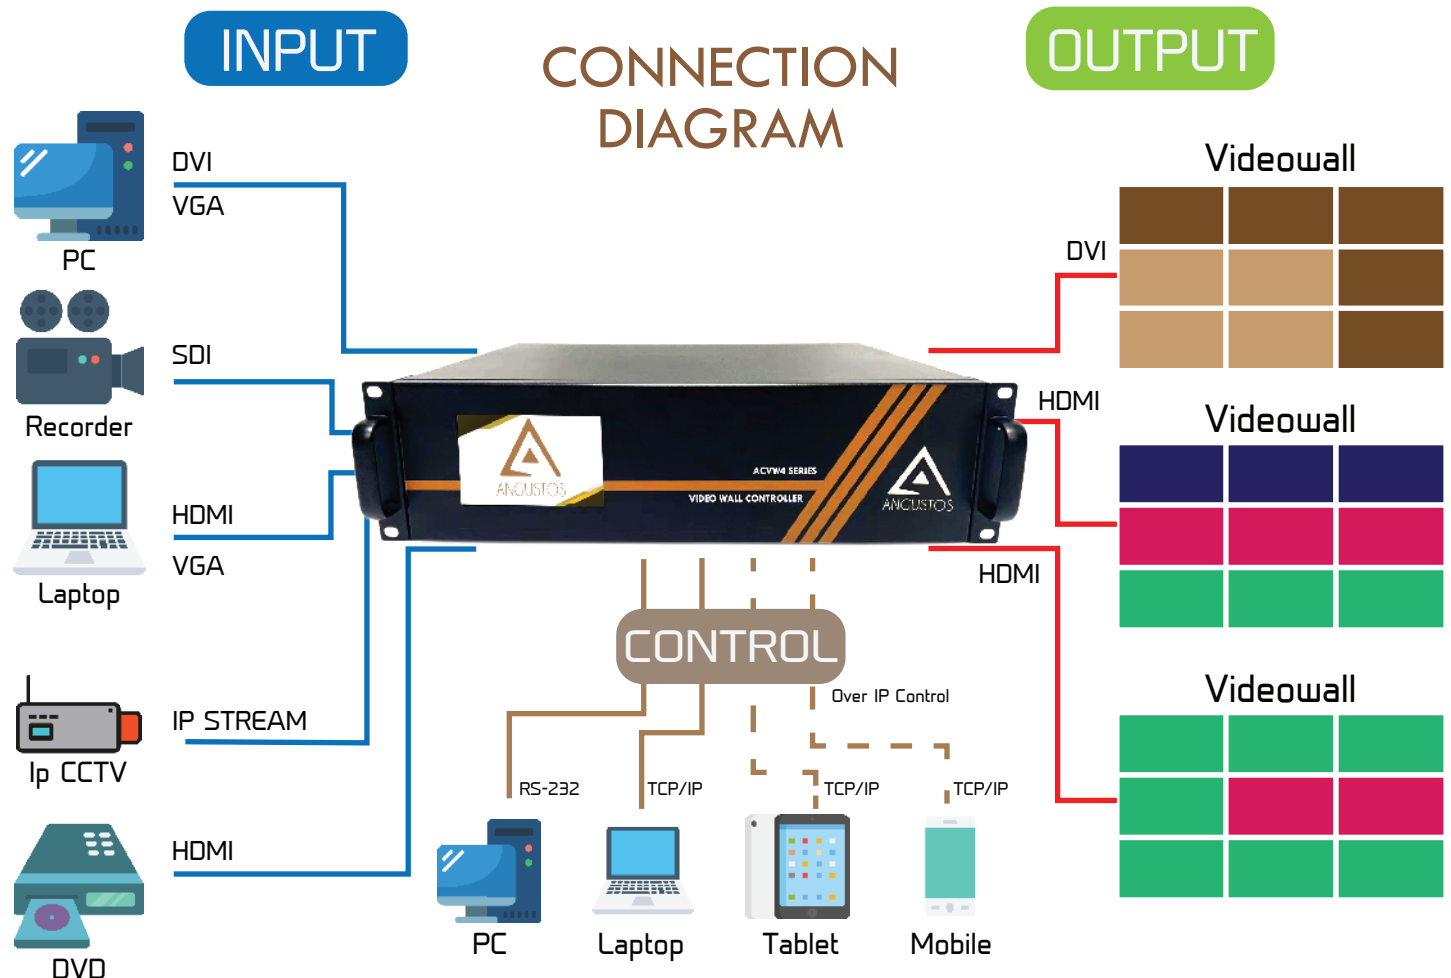 INPUT
CONNECTION
DIAGRAM
OUTPUT
DVI
VGA
PC
SDI
Recorder
HDMI
VGA
Laptop
IP STREAM
Ip CCTV
HDMI
DVD
ANGUSTOS
ACVW4 SERIES
VIDEO WALL CONTROLLER
ANGUSTOS
CONTROL
Over IP Control
RS-232
TCP/IP
TCP/IP
TCP/IP
PC
Laptop
Tablet
Mobile
Videowall
DVI
HDMI
Videowall
HDMI
Videowall